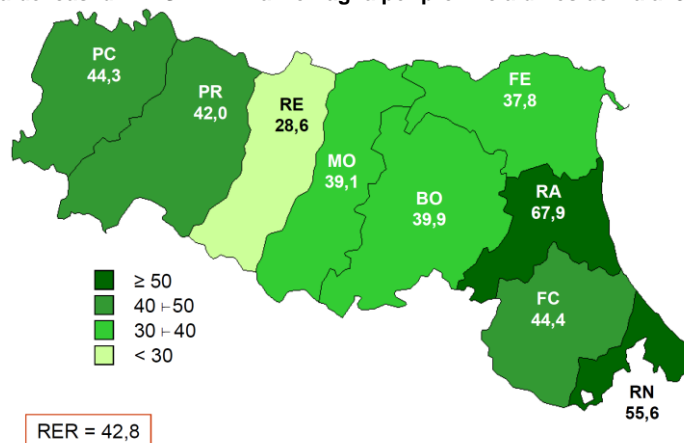 PC
44,3
PR
42,0
RE
28,6
MO
39,1
BO
39,9
FE
37,8
RA
67,9
FC
44,4
RN
55,6
≥ 50
40 ⊢ 50
30 ⊢ 40
< 30
RER = 42,8